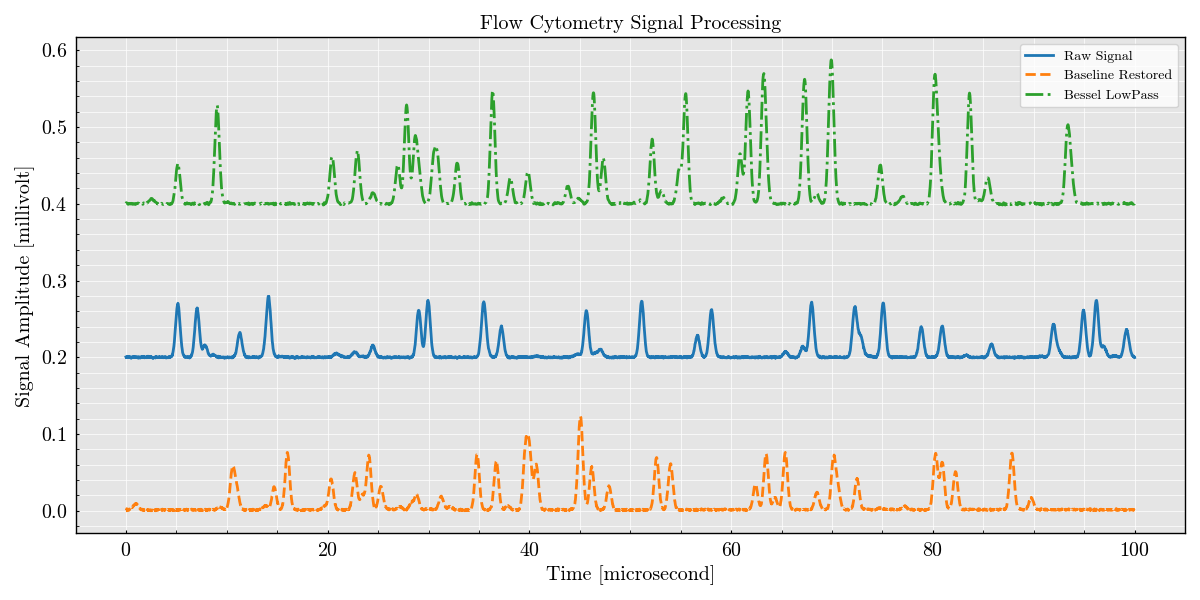 Flow Cytometry Signal Processing
Raw Signal
Baseline Restored
Bessel LowPass
Signal Amplitude [millivolt]
0.6
0.5
0.4
0.3
0.2
0.1
0.0
0 20 40 60 80 100
Time [microsecond]